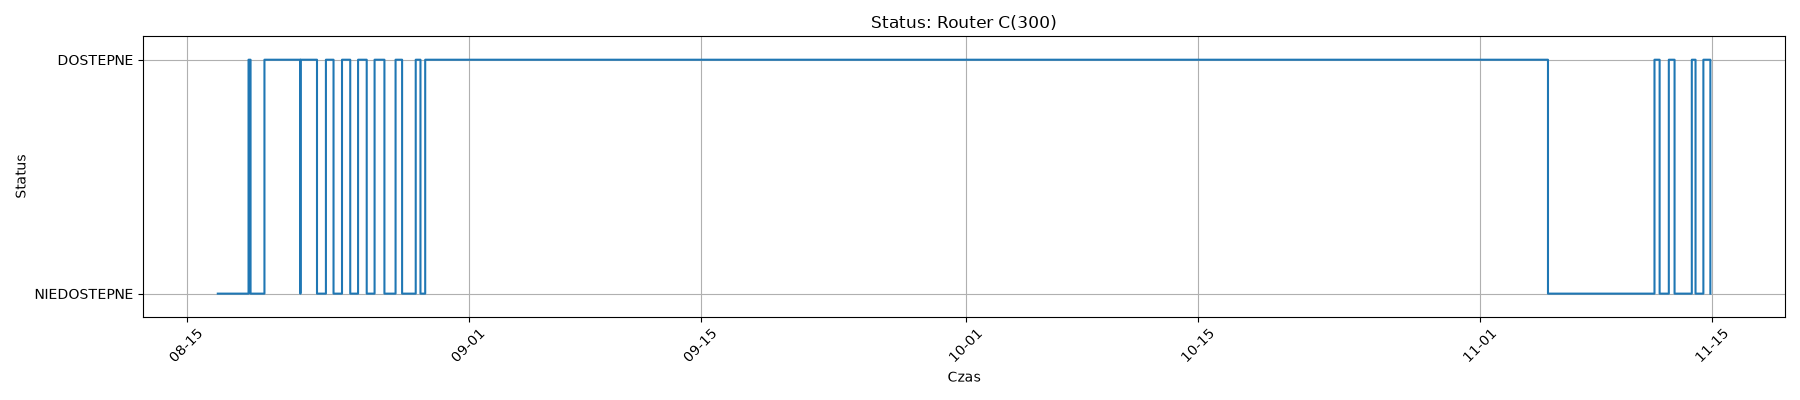 Status: Router C(300)
DOSTEPNE
Status
NIEDOSTEPNE
08-15
09-01
09-15
10-01
10-15
11-01
11-15
Czas